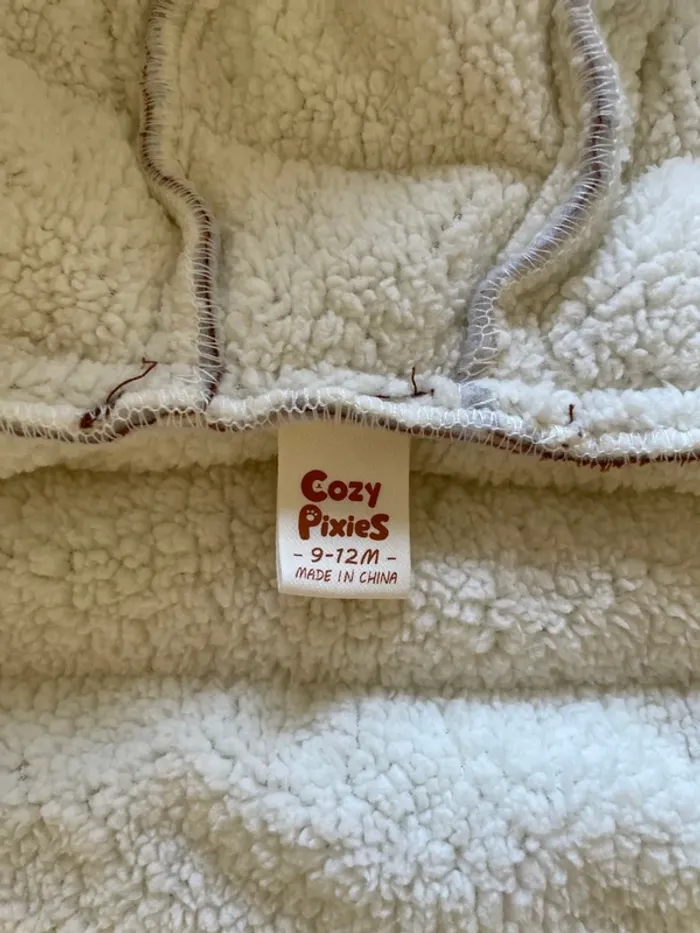 Cozy
Pixies
- 9-12M -
MADE IN CHINA